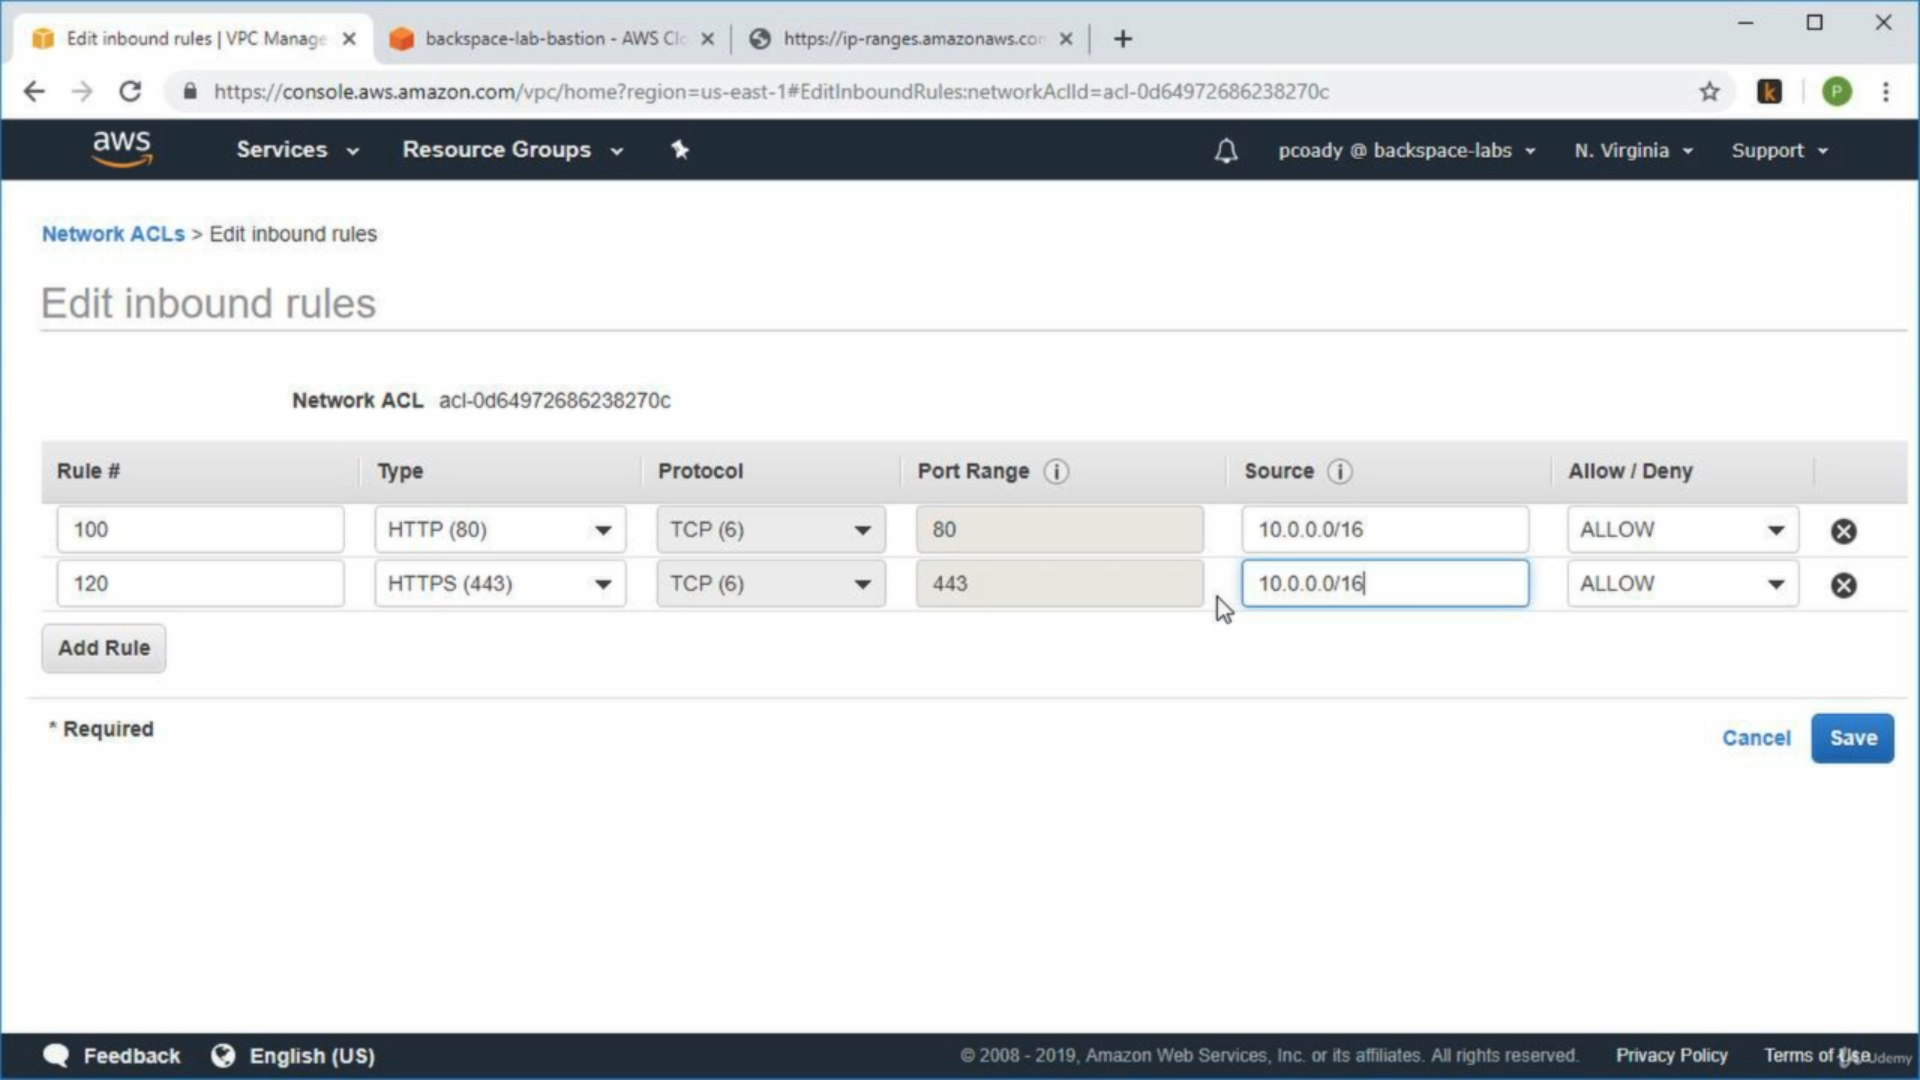 Edit inbound rules | VPC Manage
backspace-lab-bastion - AWS Clo
https://ip-ranges.amazonaws.com
https://console.aws.amazon.com/vpc/home?region=us-east-1#EditInboundRules:networkAclId=acl-0d64972686238270c
k
P
aws
Services
Resource Groups
pcoady @ backspace-labs
N. Virginia
Support
Network ACLs > Edit inbound rules
Edit inbound rules
Network ACL acl-0d64972686238270c
Rule # Type Protocol Port Range i Source i Allow / Deny
100 HTTP (80) TCP (6) 80 10.0.0.0/16 ALLOW
120 HTTPS (443) TCP (6) 443 10.0.0.0/16 ALLOW
Add Rule
* Required
Cancel
Save
Feedback
English (US)
© 2008 - 2019, Amazon Web Services, Inc. or its affiliates. All rights reserved.
Privacy Policy
Terms of Use
Udemy